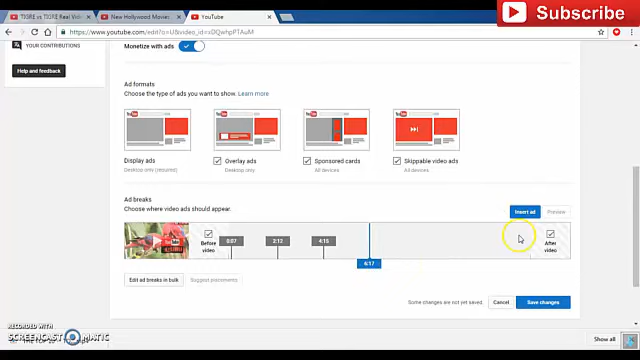 TIGRE vs TIGRE Real Vid
New Hollywood Movies
YouTube
Subscribe
https://www.youtube.com/edit?o=U&video_id=xDQwhpPTAuM
YOUR CONTRIBUTIONS
Monetize with ads
Help and feedback
Ad formats
Choose the type of ads you want to show. Learn more
Display ads
Desktop only (required)
Overlay ads
Desktop only
Sponsored cards
All devices
Skippable video ads
All devices
Ad breaks
Choose where video ads should appear.
Insert ad
Preview
Before video
0:07
2:12
4:15
6:17
After video
Edit ad breaks in bulk
Suggest placements
Some changes are not yet saved.
Cancel
Save changes
RECORDED WITH
SCREENCAST MATIC
Show all